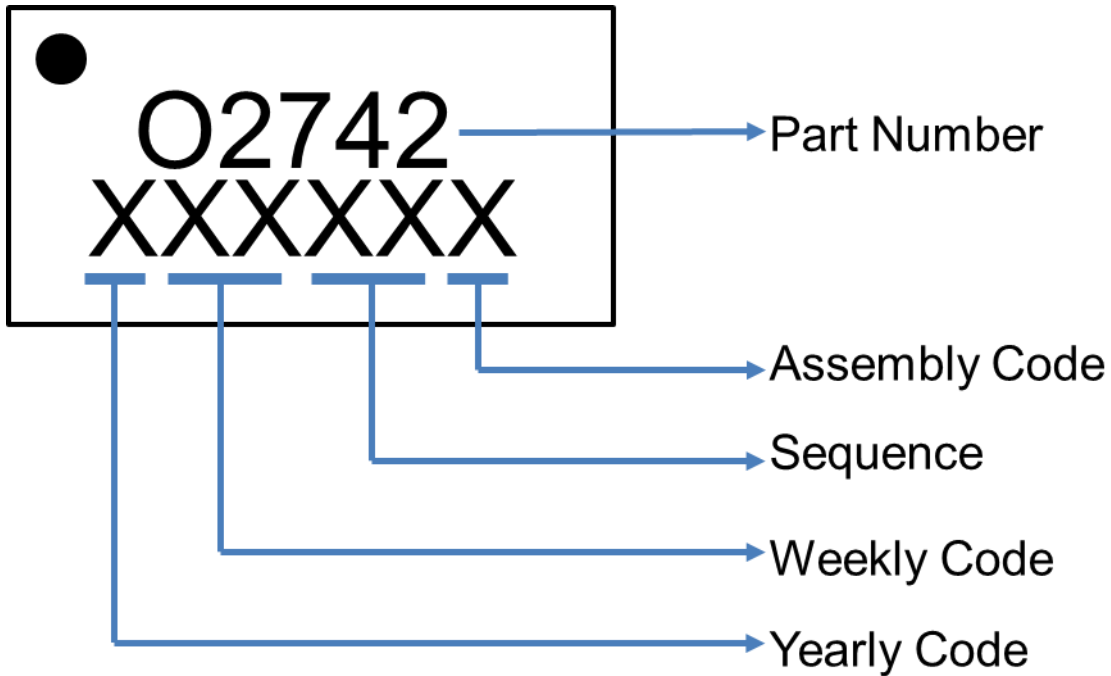 O2742
XXXXXX
Part Number
Assembly Code
Sequence
Weekly Code
Yearly Code